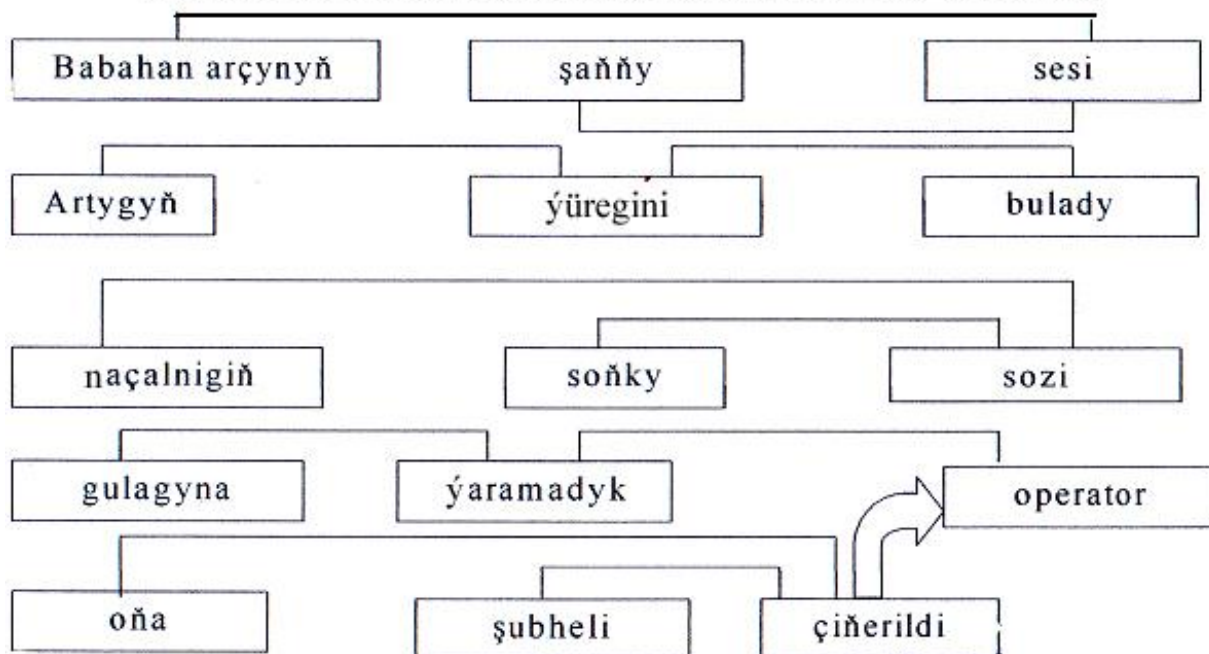 Babahan arçynyň şaňňy sesi
Artygyň ýüregini bulady
naçalnigiň soňky sozi
gulagyna ýaramadyk operator
oňa şubheli çiňerildi